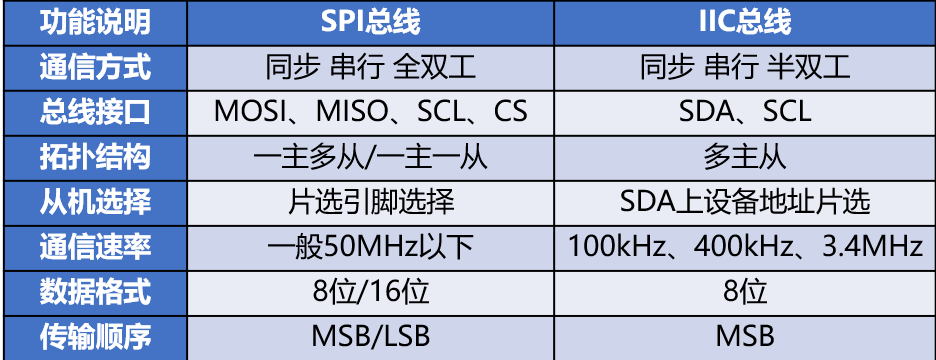 功能说明 SPI总线 IIC总线
通信方式 同步 串行 全双工 同步 串行 半双工
总线接口 MOSI、MISO、SCL、CS SDA、SCL
拓扑结构 一主多从/一主一从 多主从
从机选择 片选引脚选择 SDA上设备地址片选
通信速率 一般50MHz以下 100kHz、400kHz、3.4MHz
数据格式 8位/16位 8位
传输顺序 MSB/LSB MSB